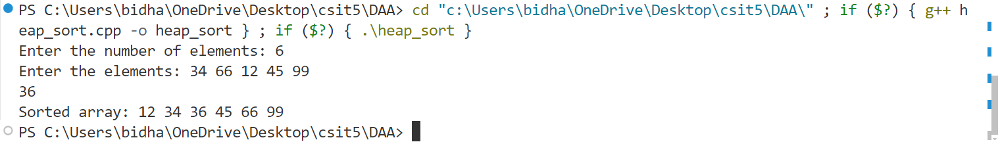 PS C:\Users\bidha\OneDrive\Desktop\csit5\DAA> cd "c:\Users\bidha\OneDrive\Desktop\csit5\DAA\" ; if ($?) { g++ h
eap_sort.cpp -o heap_sort } ; if ($?) { .\heap_sort }
Enter the number of elements: 6
Enter the elements: 34 66 12 45 99
36
Sorted array: 12 34 36 45 66 99
PS C:\Users\bidha\OneDrive\Desktop\csit5\DAA>